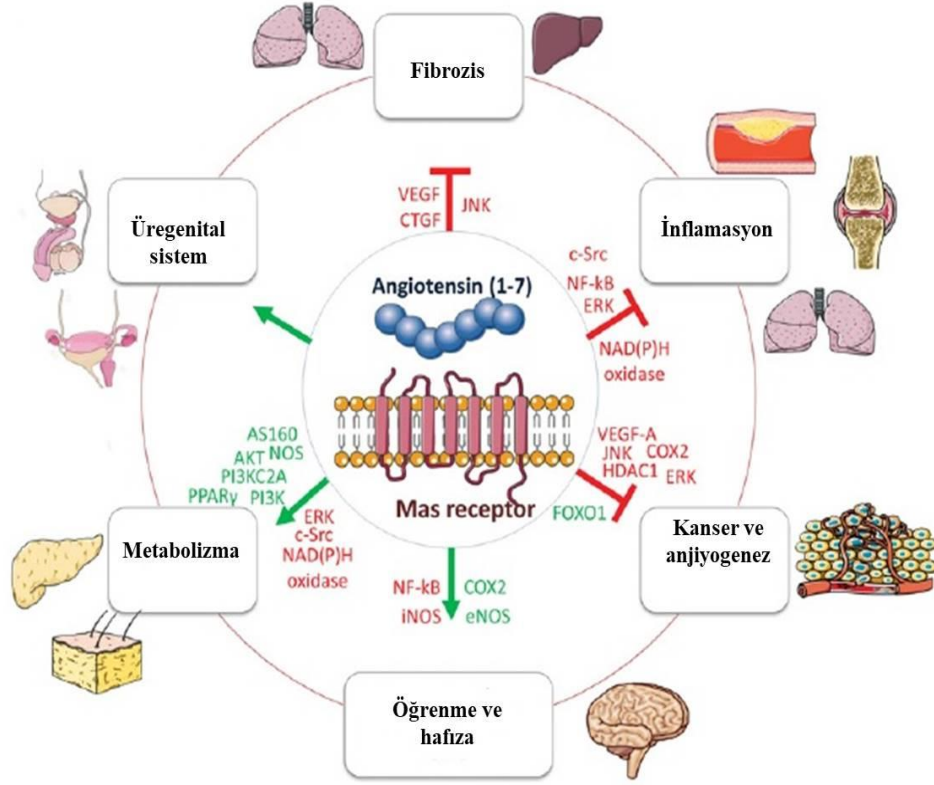 Fibrozis
Üregenital
sistem
İnflamasyon
VEGF
CTGF
JNK
c-Src
NF-kB
ERK
NAD(P)H
oxidase
Angiotensin (1-7)
Mas receptor
AS160
AKT NOS
PI3KC2A
PPARγ PI3K
ERK
c-Src
NAD(P)H
oxidase
VEGF-A
JNK COX2
HDAC1 ERK
FOXO1
Metabolizma
Kanser ve
anjiyogenez
NF-kB COX2
iNOS eNOS
Öğrenme ve
hafıza